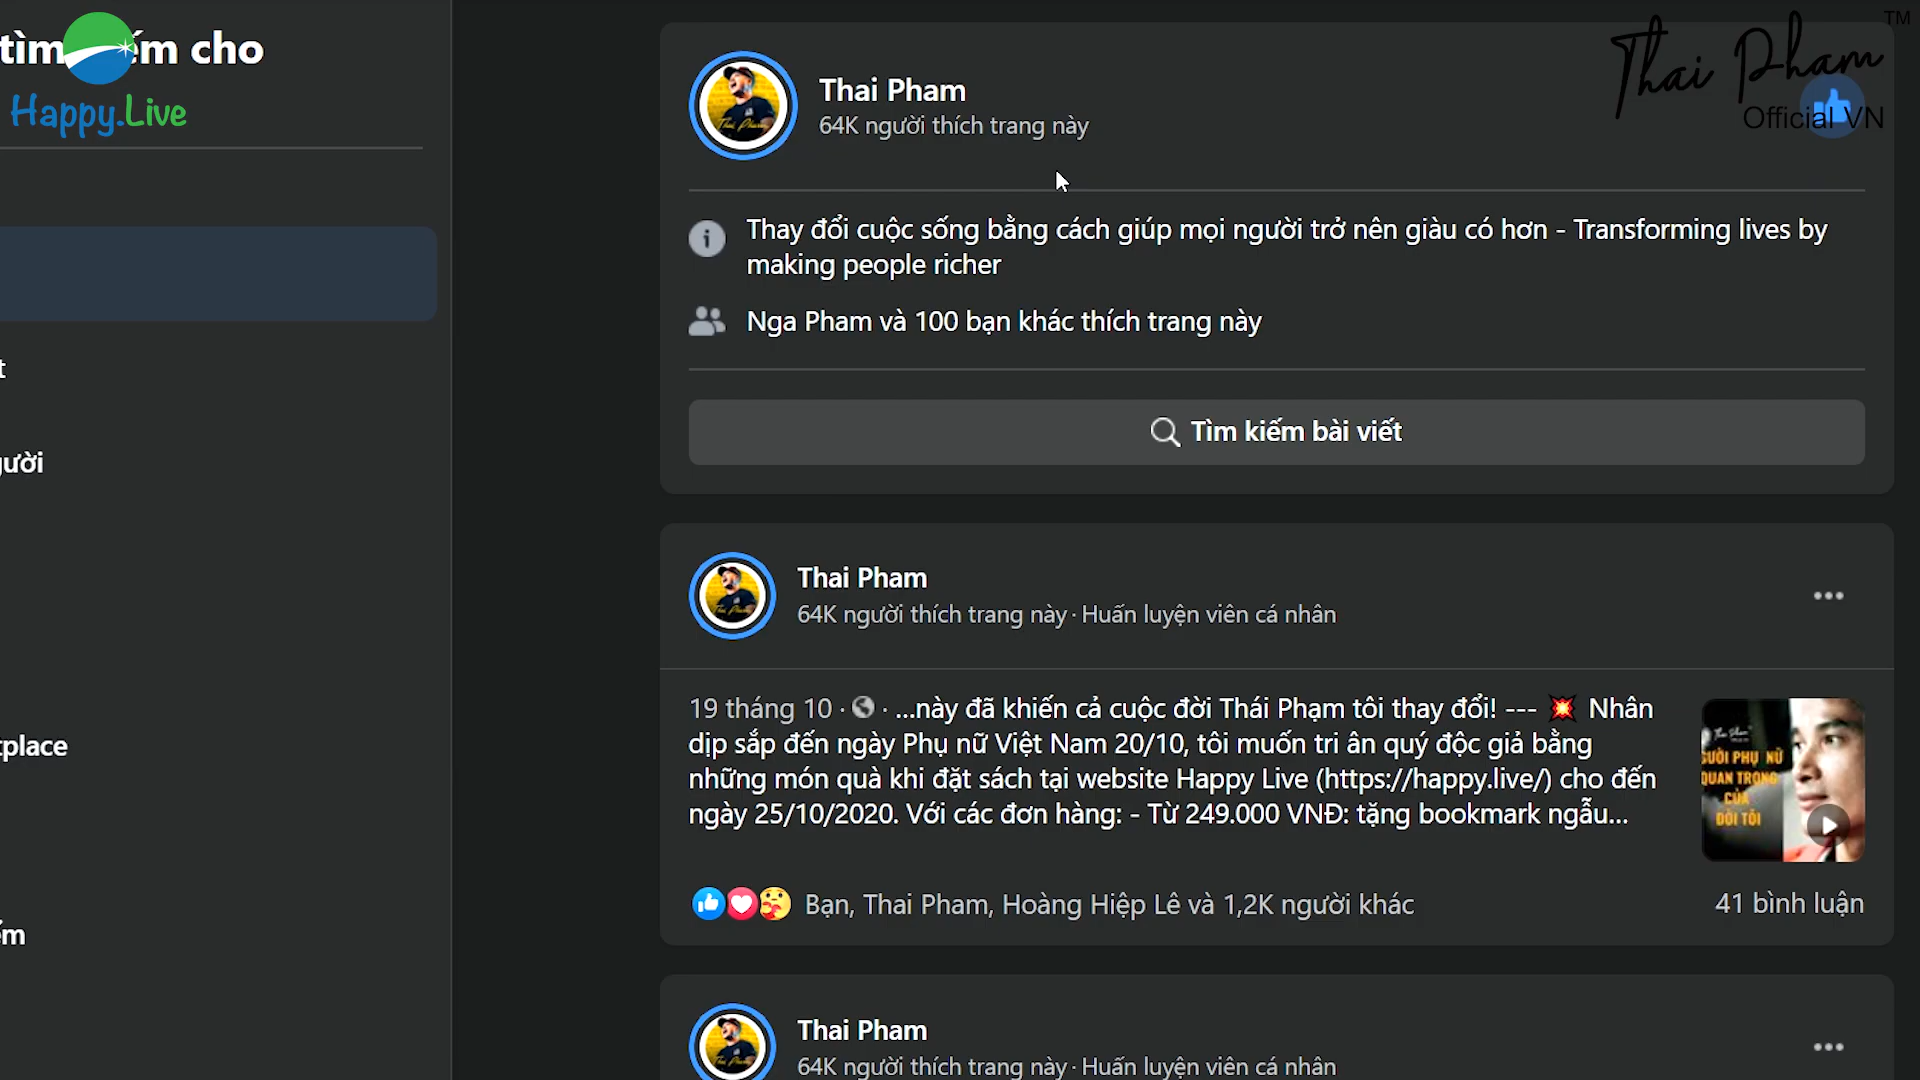 tìm ếm cho
Happy.Live
t
gười
tplace
ếm
Thai Pham
TM
Official VN
Thai Pham
64K người thích trang này
Thay đổi cuộc sống bằng cách giúp mọi người trở nên giàu có hơn - Transforming lives by
making people richer
Nga Pham và 100 bạn khác thích trang này
Tìm kiếm bài viết
Thai Pham
64K người thích trang này · Huấn luyện viên cá nhân
19 tháng 10 · · ...này đã khiến cả cuộc đời Thái Phạm tôi thay đổi! --- 💥 Nhân
dịp sắp đến ngày Phụ nữ Việt Nam 20/10, tôi muốn tri ân quý độc giả bằng
những món quà khi đặt sách tại website Happy Live (https://happy.live/) cho đến
ngày 25/10/2020. Với các đơn hàng: - Từ 249.000 VNĐ: tặng bookmark ngẫu...
GƯỜI PHỤ NỮ
QUAN TRỌNG
CỦA
ĐỜI TÔI
Bạn, Thai Pham, Hoàng Hiệp Lê và 1,2K người khác
41 bình luận
Thai Pham
64K người thích trang này · Huấn luyện viên cá nhân